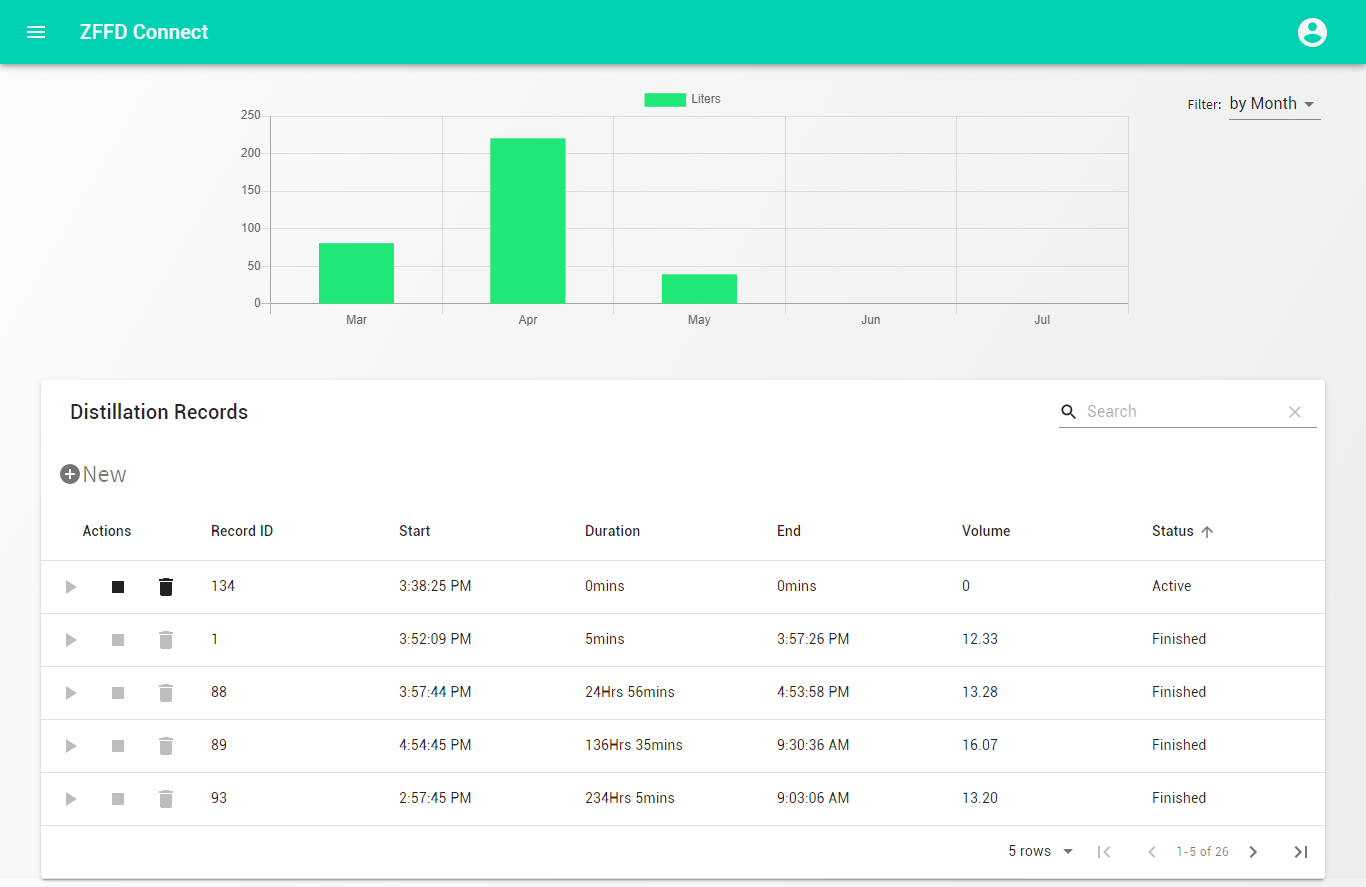 ZFFD Connect
Liters
Filter: by Month
250
200
150
100
50
0
Mar Apr May Jun Jul
Distillation Records
Search
New
Actions Record ID Start Duration End Volume Status
134 3:38:25 PM 0mins 0mins 0 Active
1 3:52:09 PM 5mins 3:57:26 PM 12.33 Finished
88 3:57:44 PM 24Hrs 56mins 4:53:58 PM 13.28 Finished
89 4:54:45 PM 136Hrs 35mins 9:30:36 AM 16.07 Finished
93 2:57:45 PM 234Hrs 5mins 9:03:06 AM 13.20 Finished
5 rows 1-5 of 26